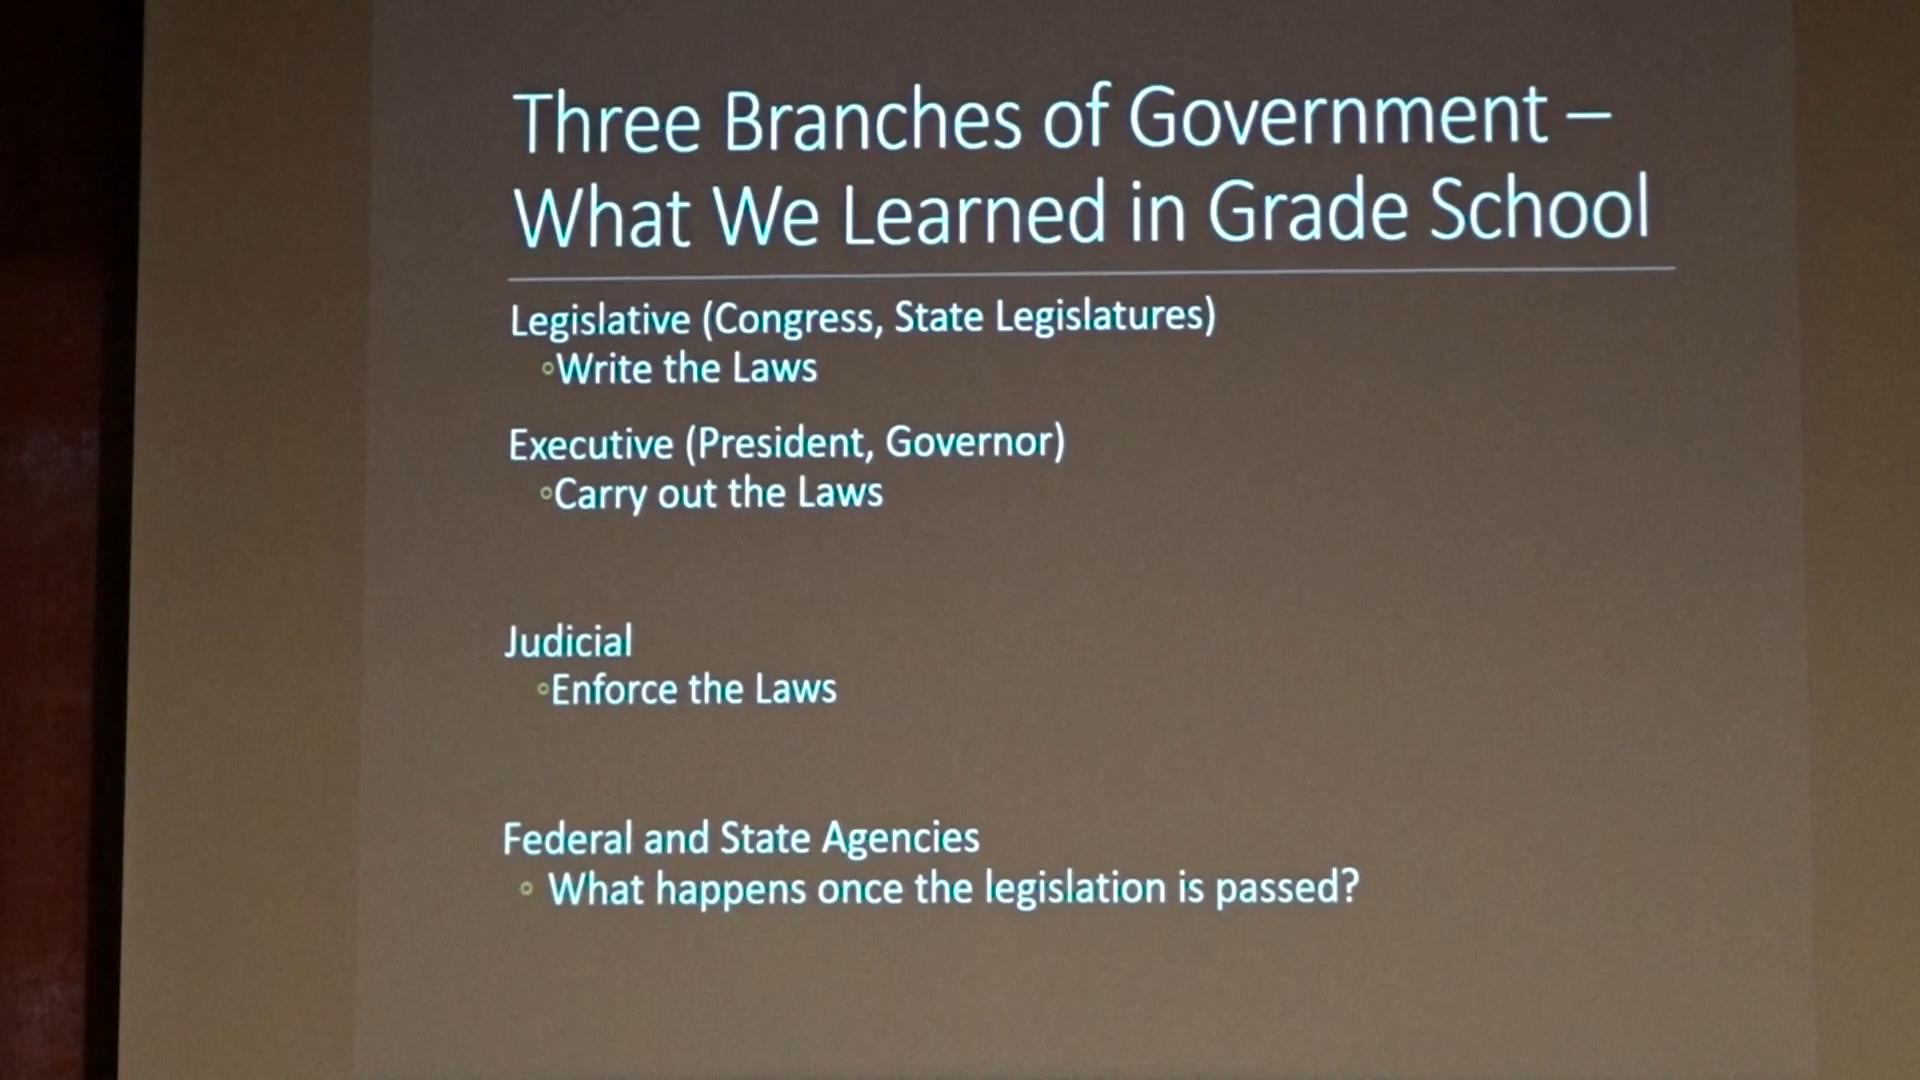 Three Branches of Government –
What We Learned in Grade School
Legislative (Congress, State Legislatures)
◦Write the Laws
Executive (President, Governor)
◦Carry out the Laws
Judicial
◦Enforce the Laws
Federal and State Agencies
◦ What happens once the legislation is passed?